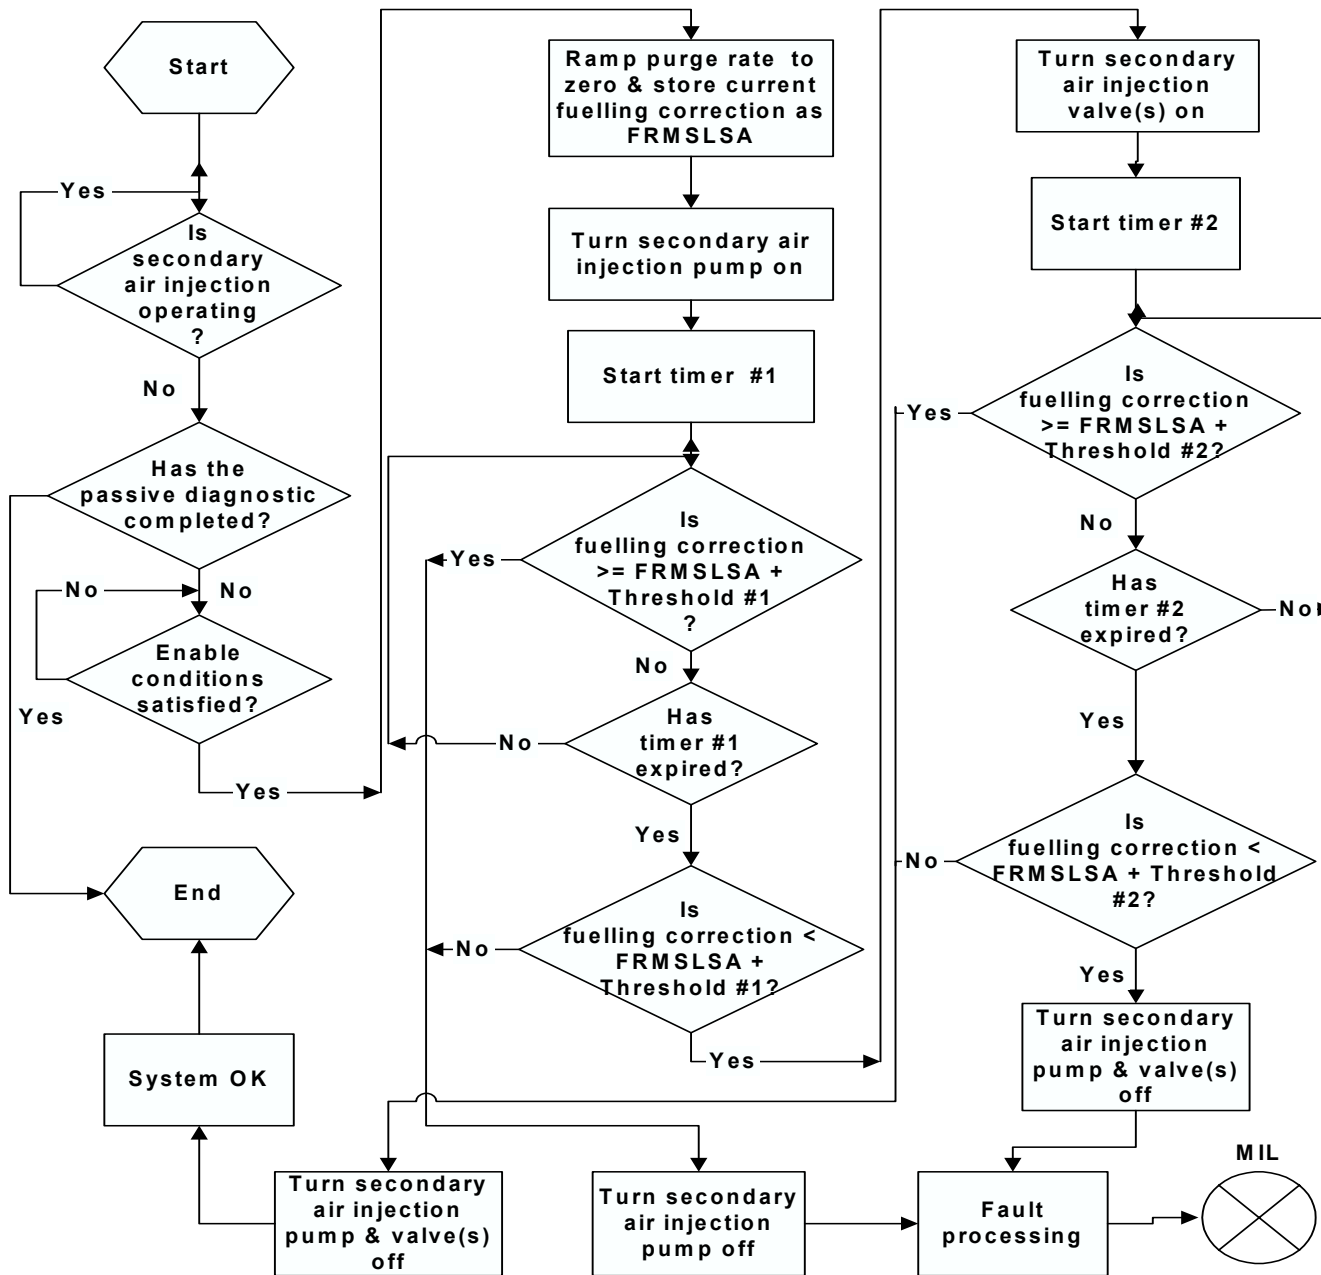 Start
Yes
Is
secondary
air injection
operating
?
No
Has the
passive diagnostic
completed?
No
No
Enable
conditions
satisfied?
Yes
Yes
End
System OK
Turn secondary
air injection
pump & valve(s)
off
Ramp purge rate to
zero & store current
fuelling correction as
FRMSLSA
Turn secondary air
injection pump on
Start timer #1
Is
fuelling correction
>= FRMSLSA +
Threshold #1
?
Yes
No
Has
timer #1
expired?
No
Yes
Is
fuelling correction <
FRMSLSA +
Threshold #1?
No
Yes
Turn secondary
air injection
pump off
Turn secondary
air injection
valve(s) on
Start timer #2
Is
fuelling correction
>= FRMSLSA +
Threshold #2?
Yes
No
Has
timer #2
expired?
No
Yes
Is
fuelling correction <
FRMSLSA + Threshold
#2?
No
Yes
Turn secondary
air injection
pump & valve(s)
off
Fault
processing
MIL